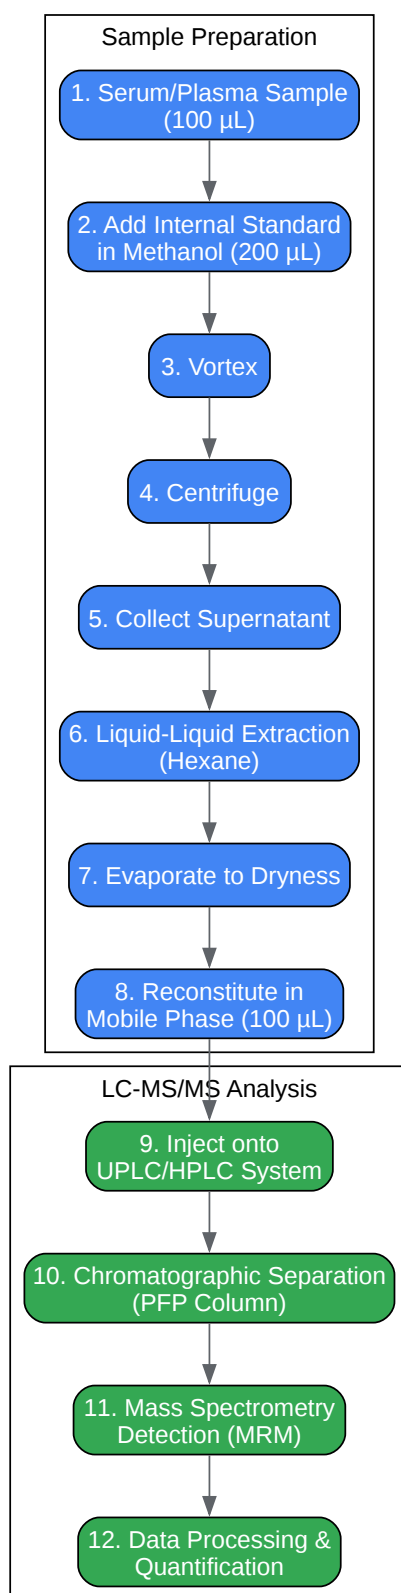 Sample Preparation
1. Serum/Plasma Sample
(100 µL)
2. Add Internal Standard
in Methanol (200 µL)
3. Vortex
4. Centrifuge
5. Collect Supernatant
6. Liquid-Liquid Extraction
(Hexane)
7. Evaporate to Dryness
8. Reconstitute in
Mobile Phase (100 µL)
LC-MS/MS Analysis
9. Inject onto
UPLC/HPLC System
10. Chromatographic Separation
(PFP Column)
11. Mass Spectrometry
Detection (MRM)
12. Data Processing &
Quantification